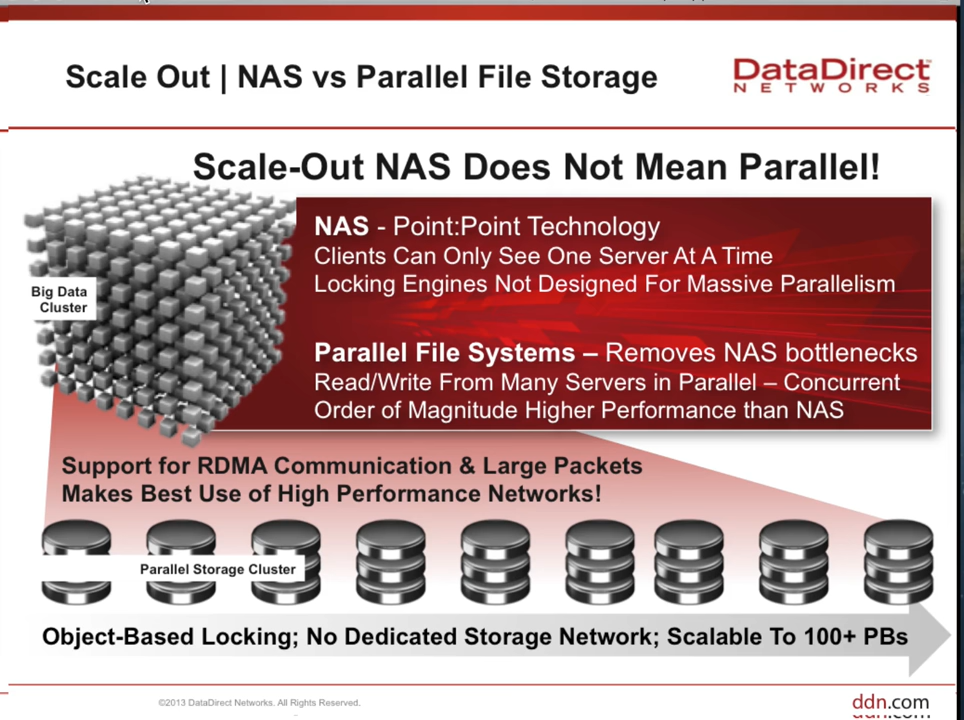 Scale Out | NAS vs Parallel File Storage
DataDirect™
NETWORKS
Scale-Out NAS Does Not Mean Parallel!
NAS - Point:Point Technology
Clients Can Only See One Server At A Time
Locking Engines Not Designed For Massive Parallelism
Big Data
Cluster
Parallel File Systems – Removes NAS bottlenecks
Read/Write From Many Servers in Parallel – Concurrent
Order of Magnitude Higher Performance than NAS
Support for RDMA Communication & Large Packets
Makes Best Use of High Performance Networks!
Parallel Storage Cluster
Object-Based Locking; No Dedicated Storage Network; Scalable To 100+ PBs
©2013 DataDirect Networks. All Rights Reserved.
ddn.com
ddn.com